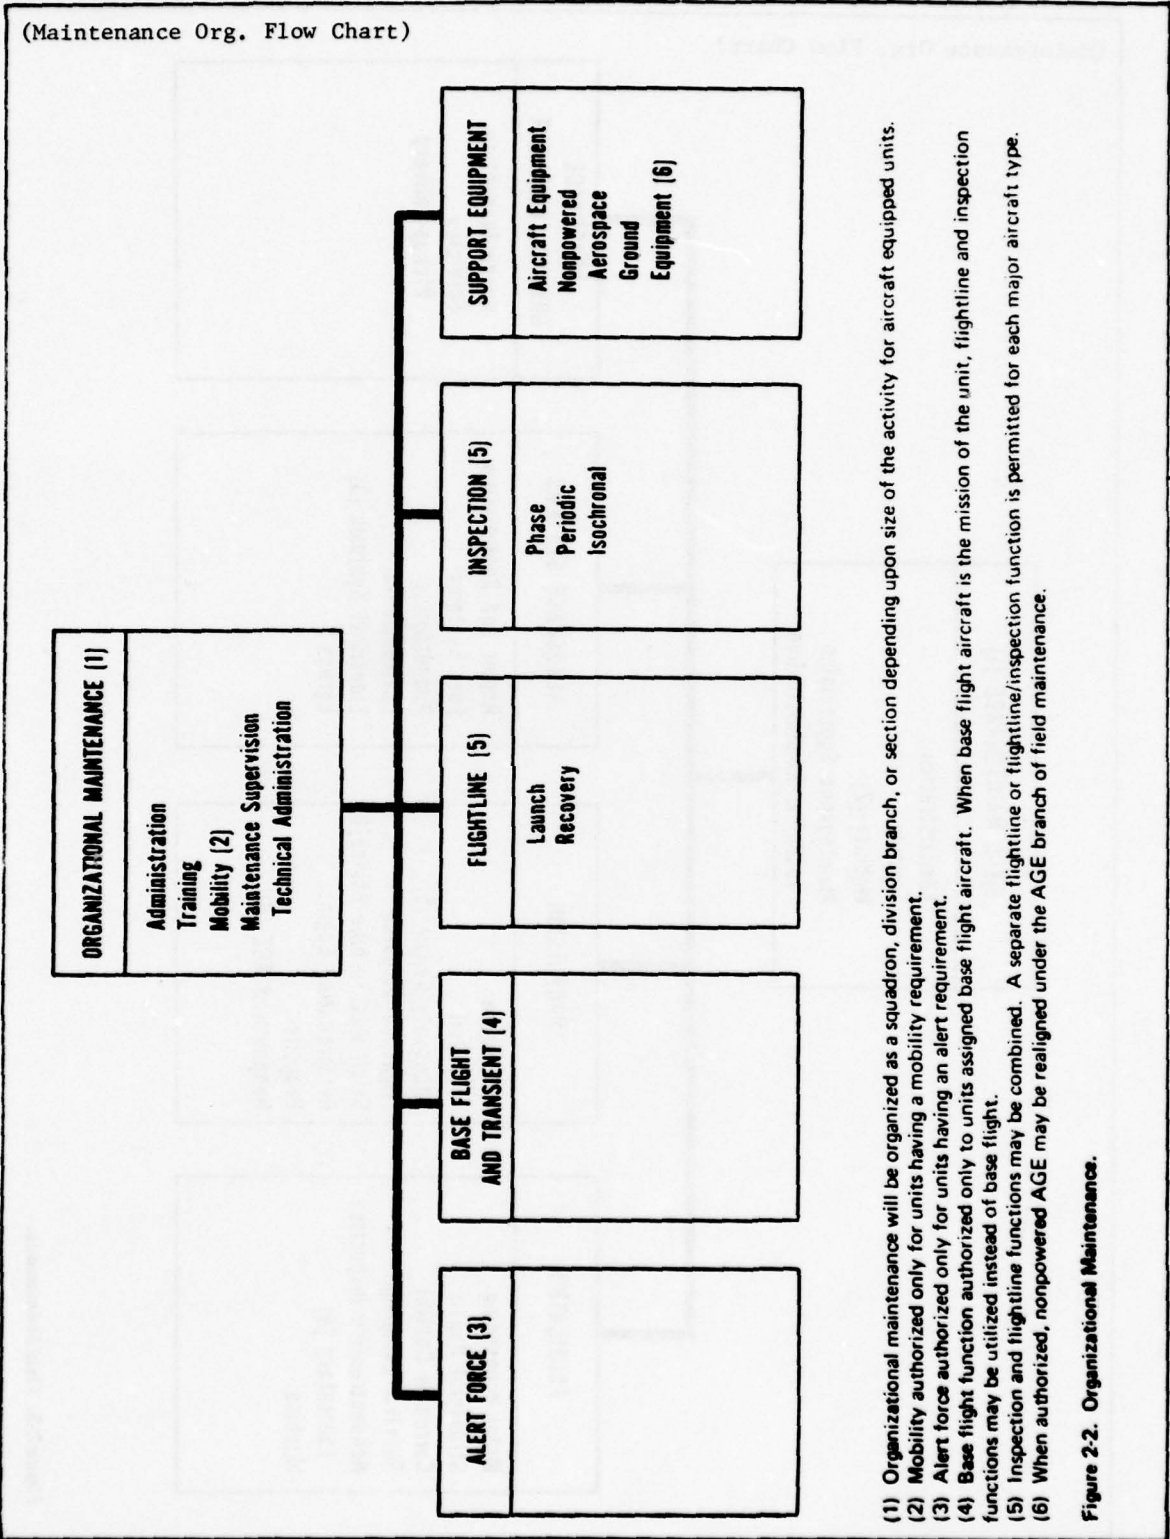 (Maintenance Org. Flow Chart)
ORGANIZATIONAL MAINTENANCE (1)
Administration
Training
Mobility (2)
Maintenance Supervision
Technical Administration
ALERT FORCE (3)
BASE FLIGHT
AND TRANSIENT (4)
FLIGHTLINE (5)
Launch
Recovery
INSPECTION (5)
Phase
Periodic
Isochronal
SUPPORT EQUIPMENT
Aircraft Equipment
Nonpowered
Aerospace
Ground
Equipment (6)
(1) Organizational maintenance will be organized as a squadron, division branch, or section depending upon size of the activity for aircraft equipped units.
(2) Mobility authorized only for units having a mobility requirement.
(3) Alert force authorized only for units having an alert requirement.
(4) Base flight function authorized only to units assigned base flight aircraft. When base flight aircraft is the mission of the unit, flightline and inspection
functions may be utilized instead of base flight.
(5) Inspection and flightline functions may be combined. A separate flightline or flightline/inspection function is permitted for each major aircraft type.
(6) When authorized, nonpowered AGE may be realigned under the AGE branch of field maintenance.
Figure 2-2. Organizational Maintenance.